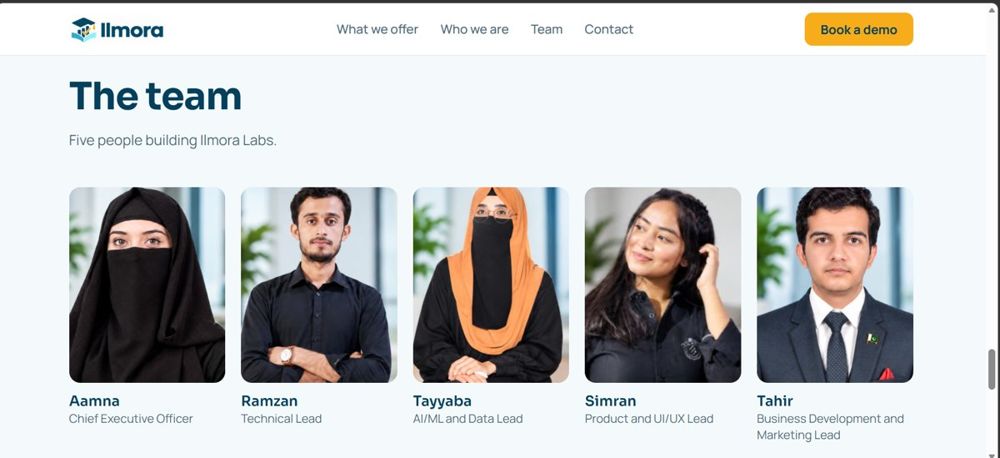 Ilmora
What we offer
Who we are
Team
Contact
Book a demo
The team
Five people building Ilmora Labs.
Aamna
Chief Executive Officer
Ramzan
Technical Lead
Tayyaba
AI/ML and Data Lead
Simran
Product and UI/UX Lead
Tahir
Business Development and
Marketing Lead